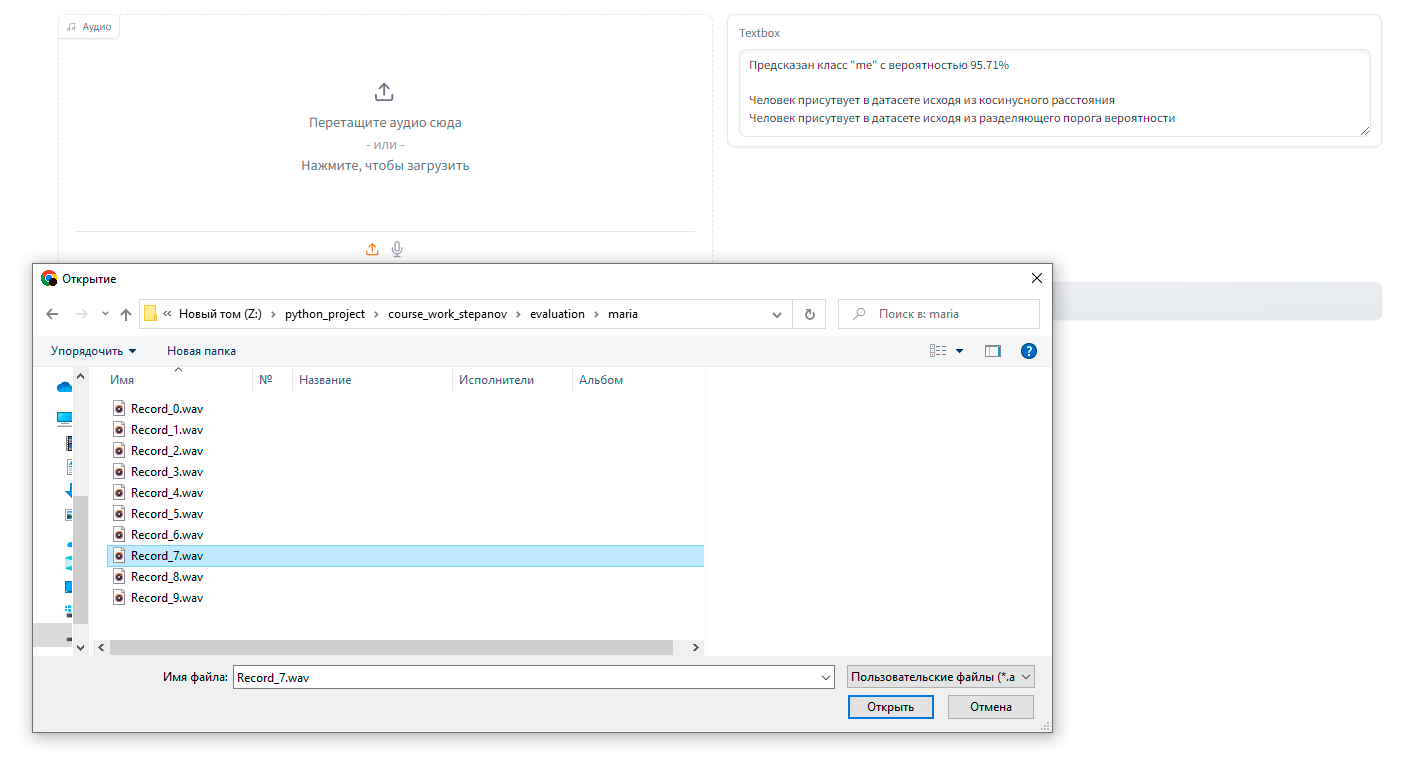 Аудио
Перетащите аудио сюда
- или -
Нажмите, чтобы загрузить
Textbox
Предсказан класс "me" с вероятностью 95.71%
Человек присутвует в датасете исходя из косинусного расстояния
Человек присутвует в датасете исходя из разделяющего порога вероятности
Открытие
« Новый том (Z:) › python_project › course_work_stepanov › evaluation › maria
Поиск в: maria
Упорядочить Новая папка
Имя № Название Исполнители Альбом
Record_0.wav
Record_1.wav
Record_2.wav
Record_3.wav
Record_4.wav
Record_5.wav
Record_6.wav
Record_7.wav
Record_8.wav
Record_9.wav
Имя файла: Record_7.wav Пользовательские файлы (*.a
Открыть Отмена